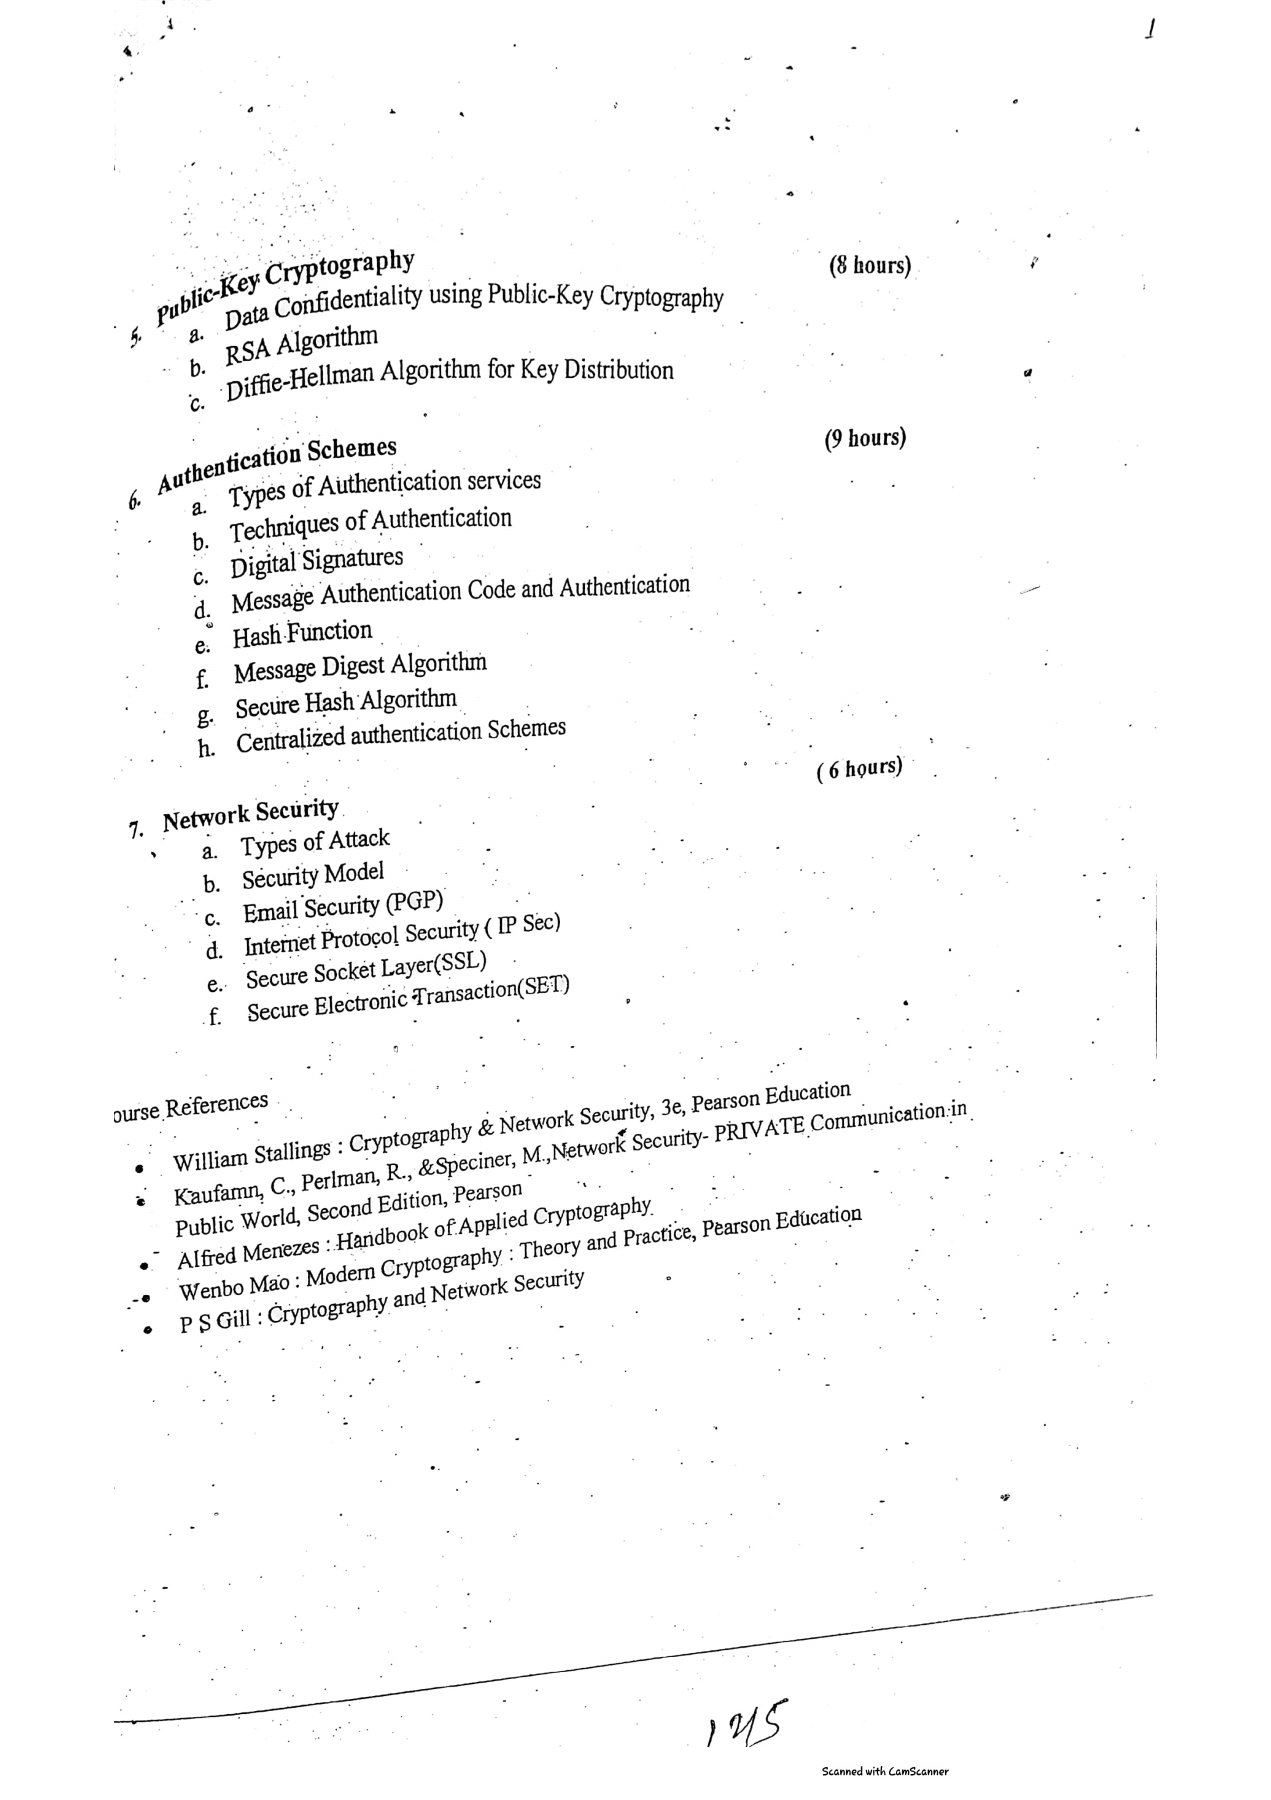 1
5. Public-Key Cryptography (8 hours)
a. Data Confidentiality using Public-Key Cryptography
b. RSA Algorithm
c. Diffie-Hellman Algorithm for Key Distribution
6. Authentication Schemes (9 hours)
a. Types of Authentication services
b. Techniques of Authentication
c. Digital Signatures
d. Message Authentication Code and Authentication
e. Hash Function
f. Message Digest Algorithm
g. Secure Hash Algorithm
h. Centralized authentication Schemes
7. Network Security ( 6 hours)
a. Types of Attack
b. Security Model
c. Email Security (PGP)
d. Internet Protocol Security ( IP Sec)
e. Secure Socket Layer(SSL)
f. Secure Electronic Transaction(SET)
ourse References
• William Stallings : Cryptography & Network Security, 3e, Pearson Education
• Kaufamn, C., Perlman, R., &Speciner, M.,Network Security- PRIVATE Communication in
Public World, Second Edition, Pearson
• Alfred Menezes : Handbook of Applied Cryptography
• Wenbo Mao : Modern Cryptography : Theory and Practice, Pearson Education
• P S Gill : Cryptography and Network Security
Scanned with CamScanner